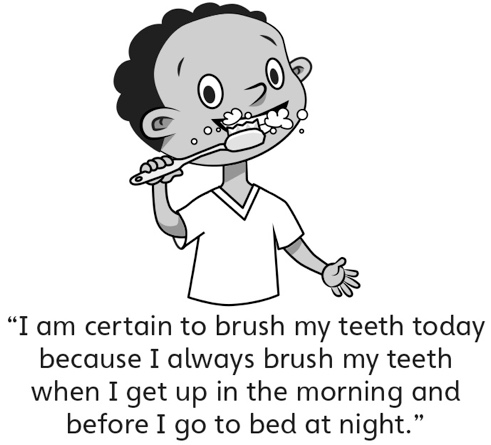 “I am certain to brush my teeth today
because I always brush my teeth
when I get up in the morning and
before I go to bed at night.”